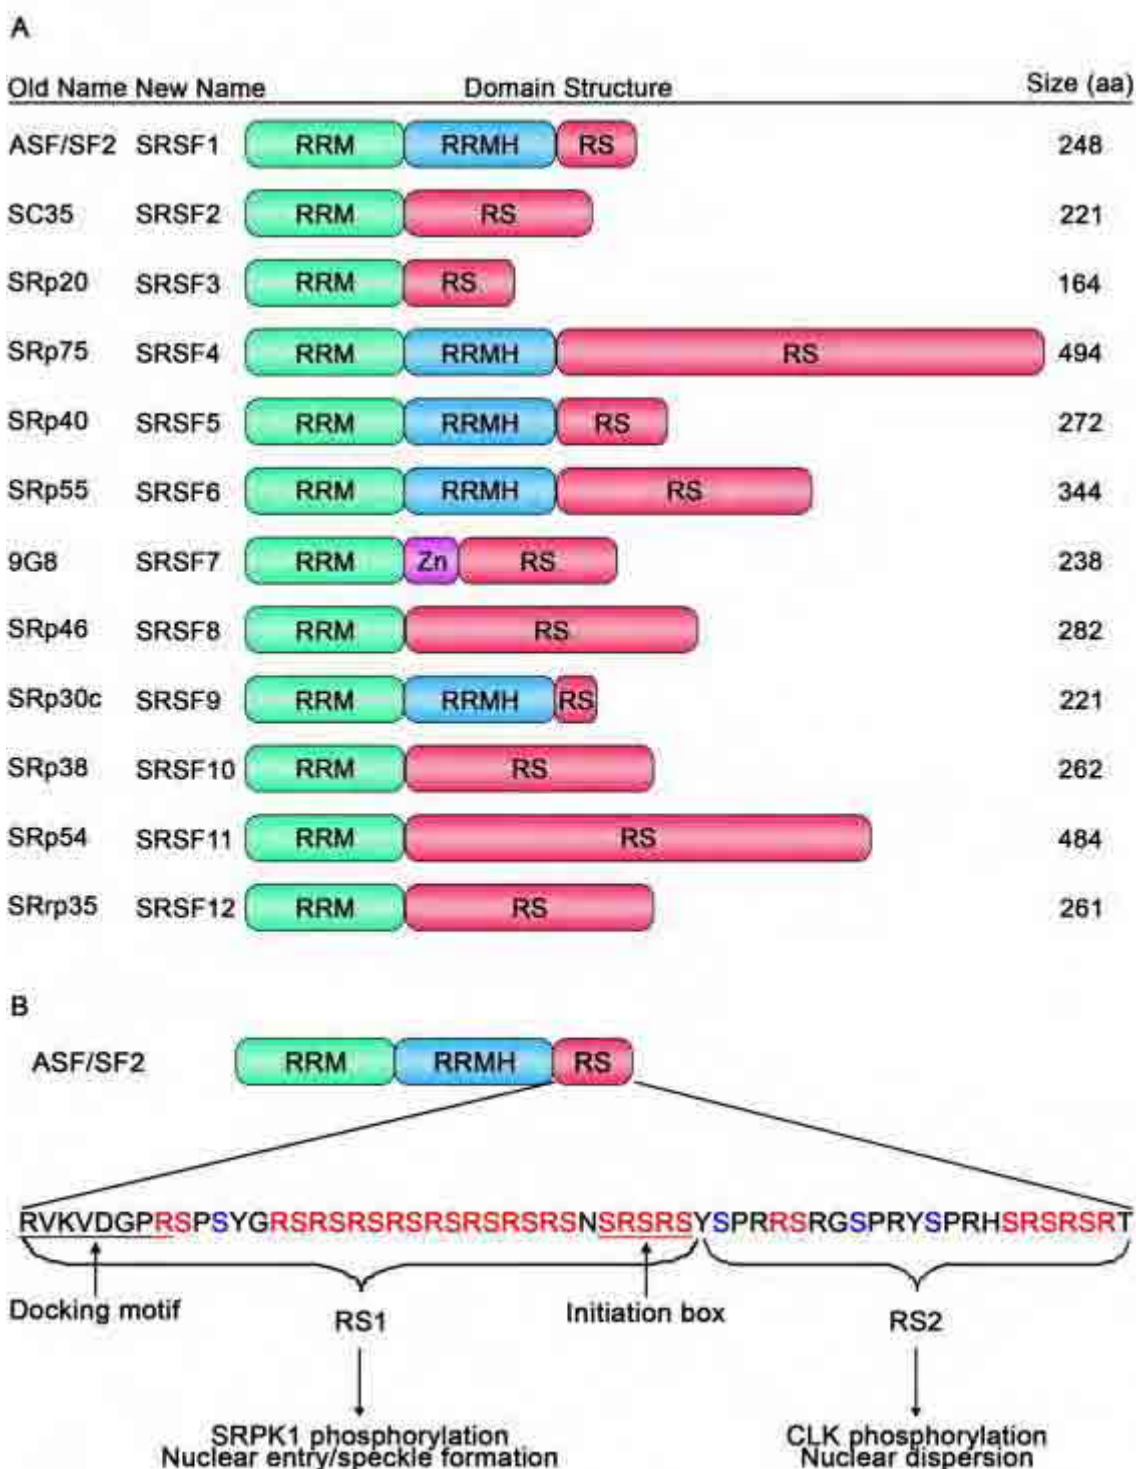 A
Old Name New Name Domain Structure Size (aa)
ASF/SF2 SRSF1 RRM RRMH RS 248
SC35 SRSF2 RRM RS 221
SRp20 SRSF3 RRM RS 164
SRp75 SRSF4 RRM RRMH RS 494
SRp40 SRSF5 RRM RRMH RS 272
SRp55 SRSF6 RRM RRMH RS 344
9G8 SRSF7 RRM Zn RS 238
SRp46 SRSF8 RRM RS 282
SRp30c SRSF9 RRM RRMH RS 221
SRp38 SRSF10 RRM RS 262
SRp54 SRSF11 RRM RS 484
SRrp35 SRSF12 RRM RS 261
B
ASF/SF2 RRM RRMH RS
RVKVDGPRSPSYGRSRSRSRSRSRSRSRSNSRSRSYSPRRSRGSPRYSPRHSRSRSRT
Docking motif RS1 Initiation box RS2
SRPK1 phosphorylation CLK phosphorylation
Nuclear entry/speckle formation Nuclear dispersion